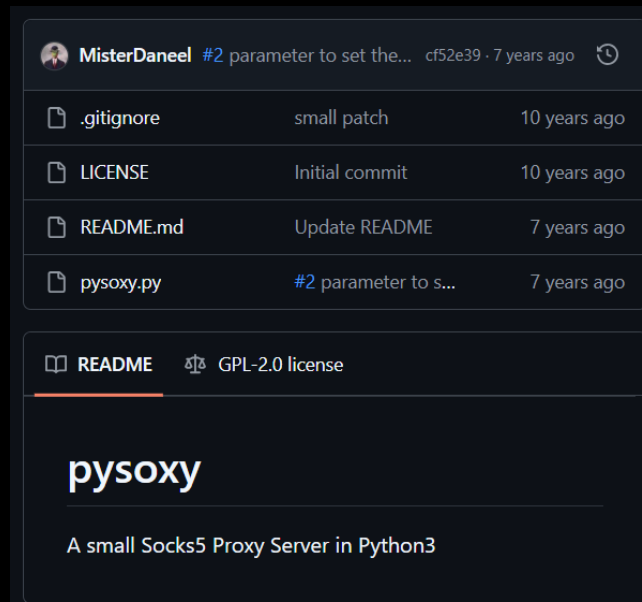 MisterDaneel #2 parameter to set the... cf52e39 · 7 years ago
.gitignore small patch 10 years ago
LICENSE Initial commit 10 years ago
README.md Update README 7 years ago
pysoxy.py #2 parameter to s... 7 years ago
README GPL-2.0 license
pysoxy
A small Socks5 Proxy Server in Python3